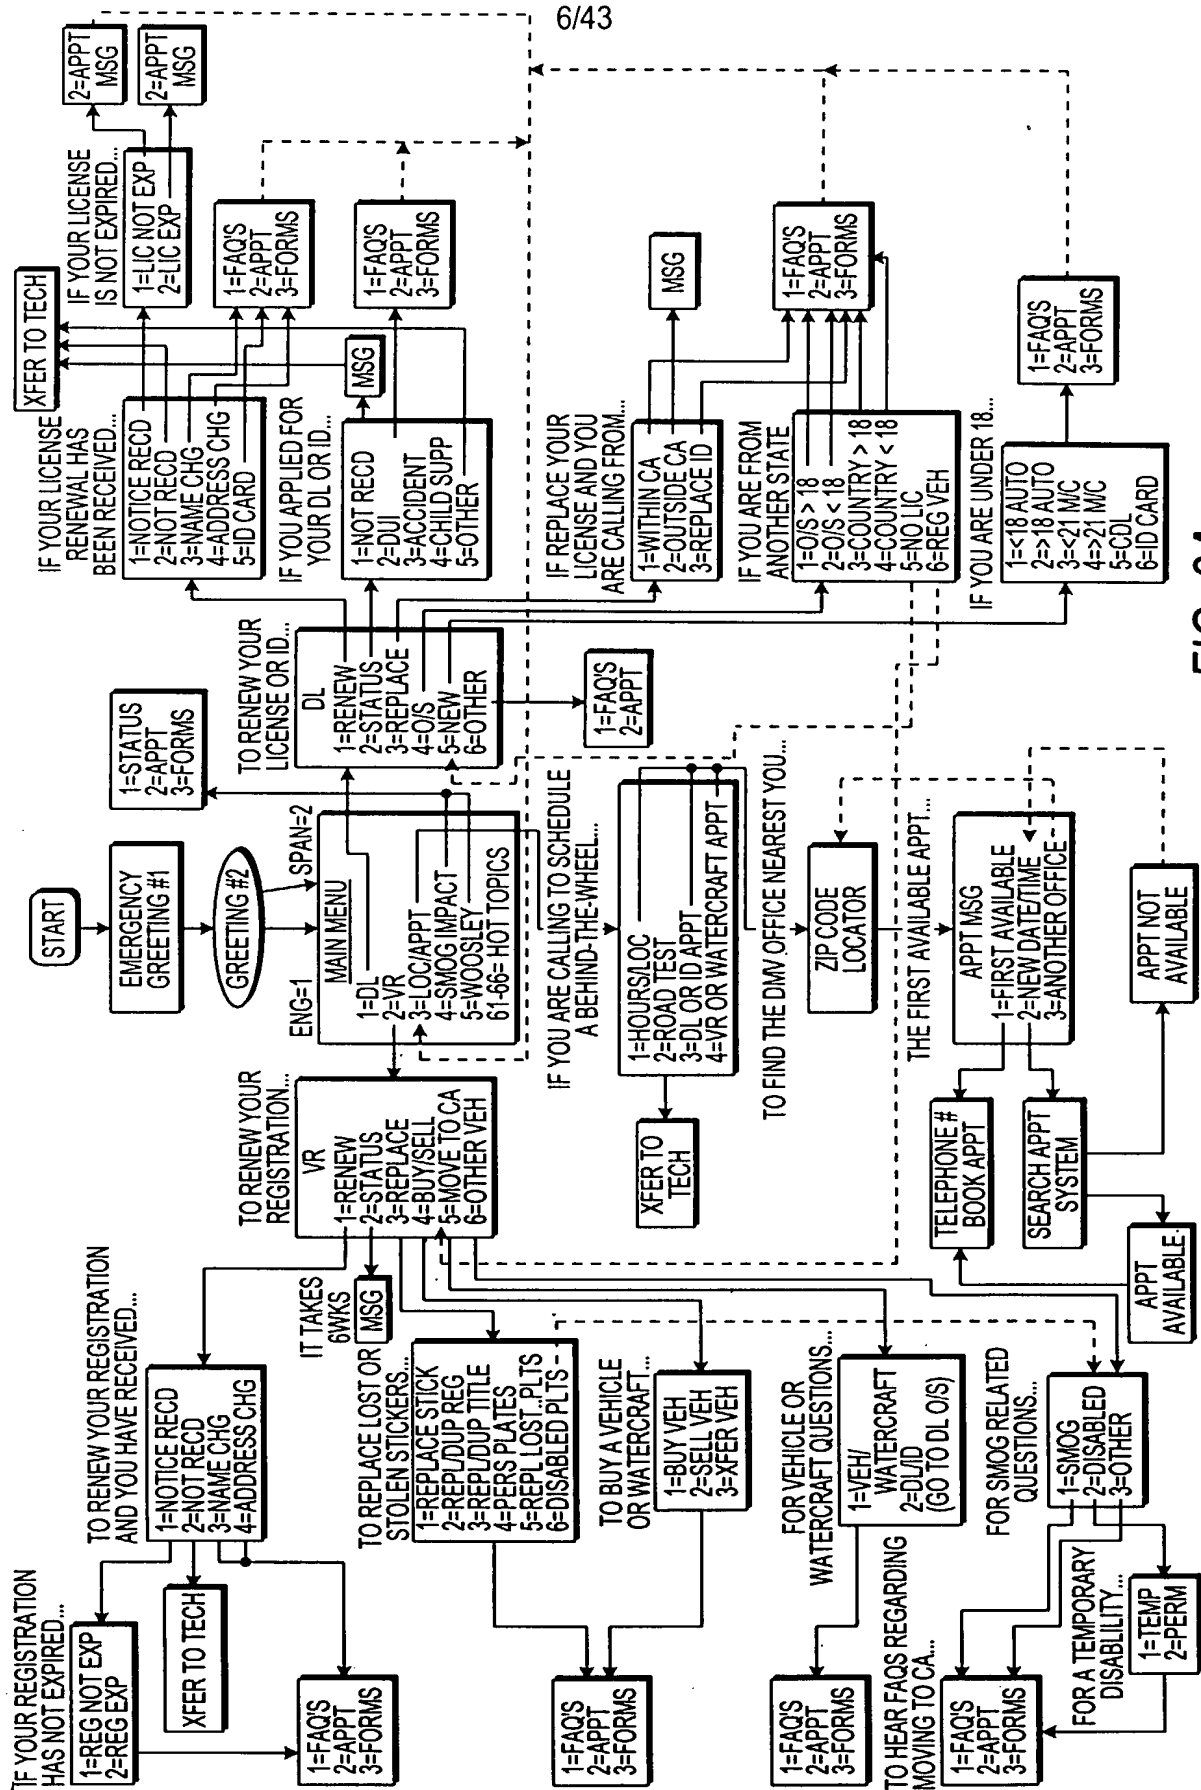 6/43
START
EMERGENCY
GREETING #1
GREETING #2
ENG=1
SPAN=2
MAIN MENU
1=DL
2=VR
3=LOC/APPT
4=SMOG IMPACT
5=WOOSLEY
61-66= HOT TOPICS
1=STATUS
2=APPT
3=FORMS
TO RENEW YOUR
LICENSE OR ID...
DL
1=RENEW
2=STATUS
3=REPLACE
4=O/S
5=NEW
6=OTHER
1=FAQ'S
2=APPT
IF YOUR LICENSE
RENEWAL HAS
BEEN RECEIVED...
1=NOTICE RECD
2=NOT RECD
3=NAME CHG
4=ADDRESS CHG
5=ID CARD
XFER TO TECH
IF YOUR LICENSE
IS NOT EXPIRED...
1=LIC NOT EXP
2=LIC EXP
2=APPT
MSG
2=APPT
MSG
1=FAQ'S
2=APPT
3=FORMS
IF YOU APPLIED FOR
YOUR DL OR ID...
1=NOT RECD
2=DUI
3=ACCIDENT
4=CHILD SUPP
5=OTHER
MSG
1=FAQ'S
2=APPT
3=FORMS
IF REPLACE YOUR
LICENSE AND YOU
ARE CALLING FROM...
1=WITHIN CA
2=OUTSIDE CA
3=REPLACE ID
MSG
IF YOU ARE FROM
ANOTHER STATE
1=O/S > 18
2=O/S < 18
3=COUNTRY > 18
4=COUNTRY < 18
5=NO LIC
6=REG VEH
1=FAQ'S
2=APPT
3=FORMS
IF YOU ARE UNDER 18...
1=<18 AUTO
2=>18 AUTO
3=<21 M/C
4=>21 M/C
5=CDL
6=ID CARD
1=FAQ'S
2=APPT
3=FORMS
IF YOU ARE CALLING TO SCHEDULE
A BEHIND-THE-WHEEL...
1=HOURS/LOC
2=ROAD TEST
3=DL OR ID APPT
4=VR OR WATERCRAFT APPT
XFER TO
TECH
TO FIND THE DMV OFFICE NEAREST YOU...
ZIP CODE
LOCATOR
THE FIRST AVAILABLE APPT...
APPT MSG
1=FIRST AVAILABLE
2=NEW DATE/TIME
3=ANOTHER OFFICE
TELEPHONE #
BOOK APPT
SEARCH APPT
SYSTEM
APPT
AVAILABLE.
APPT NOT
AVAILABLE
TO RENEW YOUR
REGISTRATION...
VR
1=RENEW
2=STATUS
3=REPLACE
4=BUY/SELL
5=MOVE TO CA
6=OTHER VEH
TO RENEW YOUR REGISTRATION
AND YOU HAVE RECEIVED...
1=NOTICE RECD
2=NOT RECD
3=NAME CHG
4=ADDRESS CHG
IF YOUR REGISTRATION
HAS NOT EXPIRED...
1=REG NOT EXP
2=REG EXP
XFER TO TECH
1=FAQ'S
2=APPT
3=FORMS
IT TAKES
6WKS
MSG
TO REPLACE LOST OR
STOLEN STICKERS...
1=REPLACE STICK
2=REPL/DUP REG
3=REPL/DUP TITLE
4=PERS PLATES
5=REPL LOST..PLTS
6=DISABLED PLTS
TO BUY A VEHICLE
OR WATERCRAFT...
1=BUY VEH
2=SELL VEH
3=XFER VEH
1=FAQ'S
2=APPT
3=FORMS
FOR VEHICLE OR
WATERCRAFT QUESTIONS...
1=VEH/
WATERCRAFT
2=DL/ID
(GO TO DL O/S)
1=FAQ'S
2=APPT
3=FORMS
FOR SMOG RELATED
QUESTIONS...
1=SMOG
2=DISABLED
3=OTHER
TO HEAR FAQS REGARDING
MOVING TO CA...
1=FAQ'S
2=APPT
3=FORMS
FOR A TEMPORARY
DISABLILITY...
1=TEMP
2=PERM